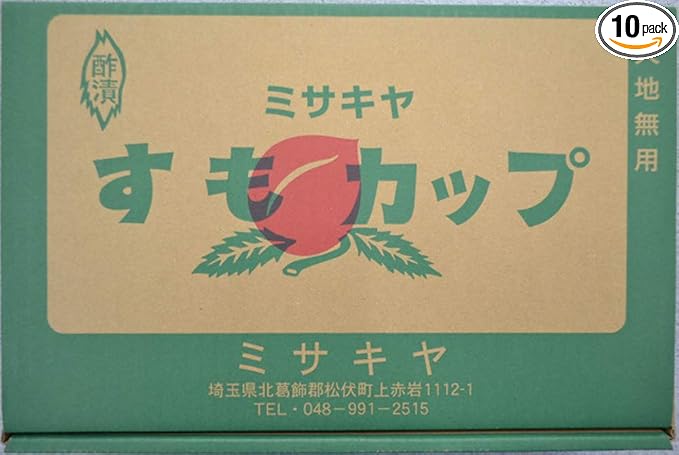 酢漬
10 pack
天地無用
ミサキヤ
すもゝカップ
ミサキヤ
埼玉県北葛飾郡松伏町上赤岩1112-1
TEL・048-991-2515